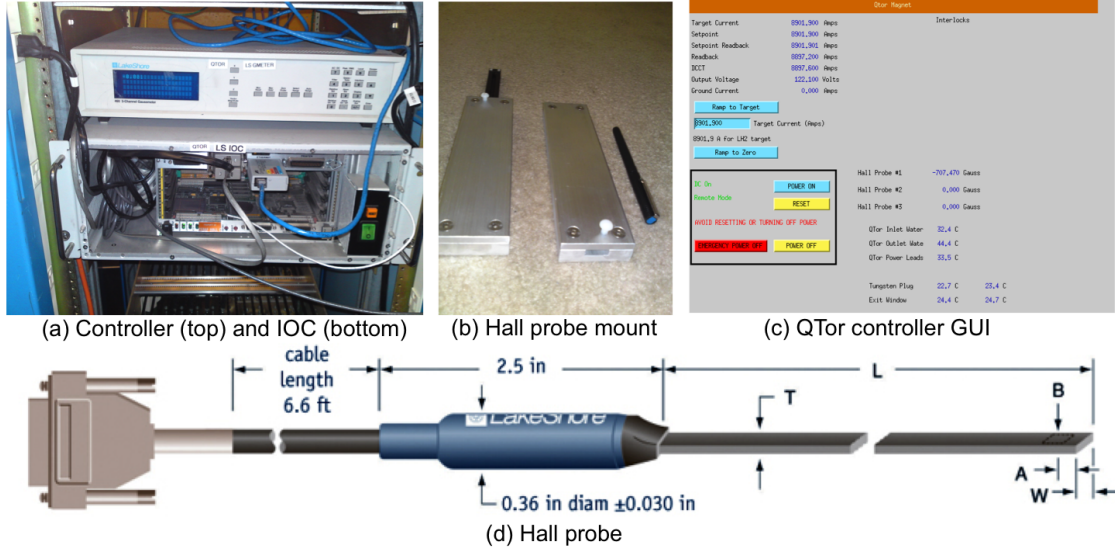 LakeShore
QTOR
LS GMETER
QTOR
LS IOC
(a) Controller (top) and IOC (bottom)
(b) Hall probe mount
Qtor Magnet
Target Current 8901,900 Amps
Setpoint 8901,900 Amps
Setpoint Readback 8901,901 Amps
Readback 8897,200 Amps
DCCT 8897,600 Amps
Output Voltage 122,100 Volts
Ground Current 0,000 Amps
Interlocks
Ramp to Target
8901,900 Target Current (Amps)
8901,9 A for LH2 target
Ramp to Zero
DC On
POWER ON
Remote Mode
RESET
AVOID RESETTING OR TURNING OFF POWER
EMERGENCY POWER OFF
POWER OFF
Hall Probe #1 -707,470 Gauss
Hall Probe #2 0,000 Gauss
Hall Probe #3 0,000 Gauss
QTor Inlet Water 32,4 C
QTor Outlet Wate 44,4 C
QTor Power Leads 33,5 C
Tungsten Plug 22,7 C 23,4 C
Exit Window 24,4 C 24,7 C
(c) QTor controller GUI
cable
length
6.6 ft
2.5 in
L
T
B
LakeShore
A
W
0.36 in diam ±0.030 in
(d) Hall probe